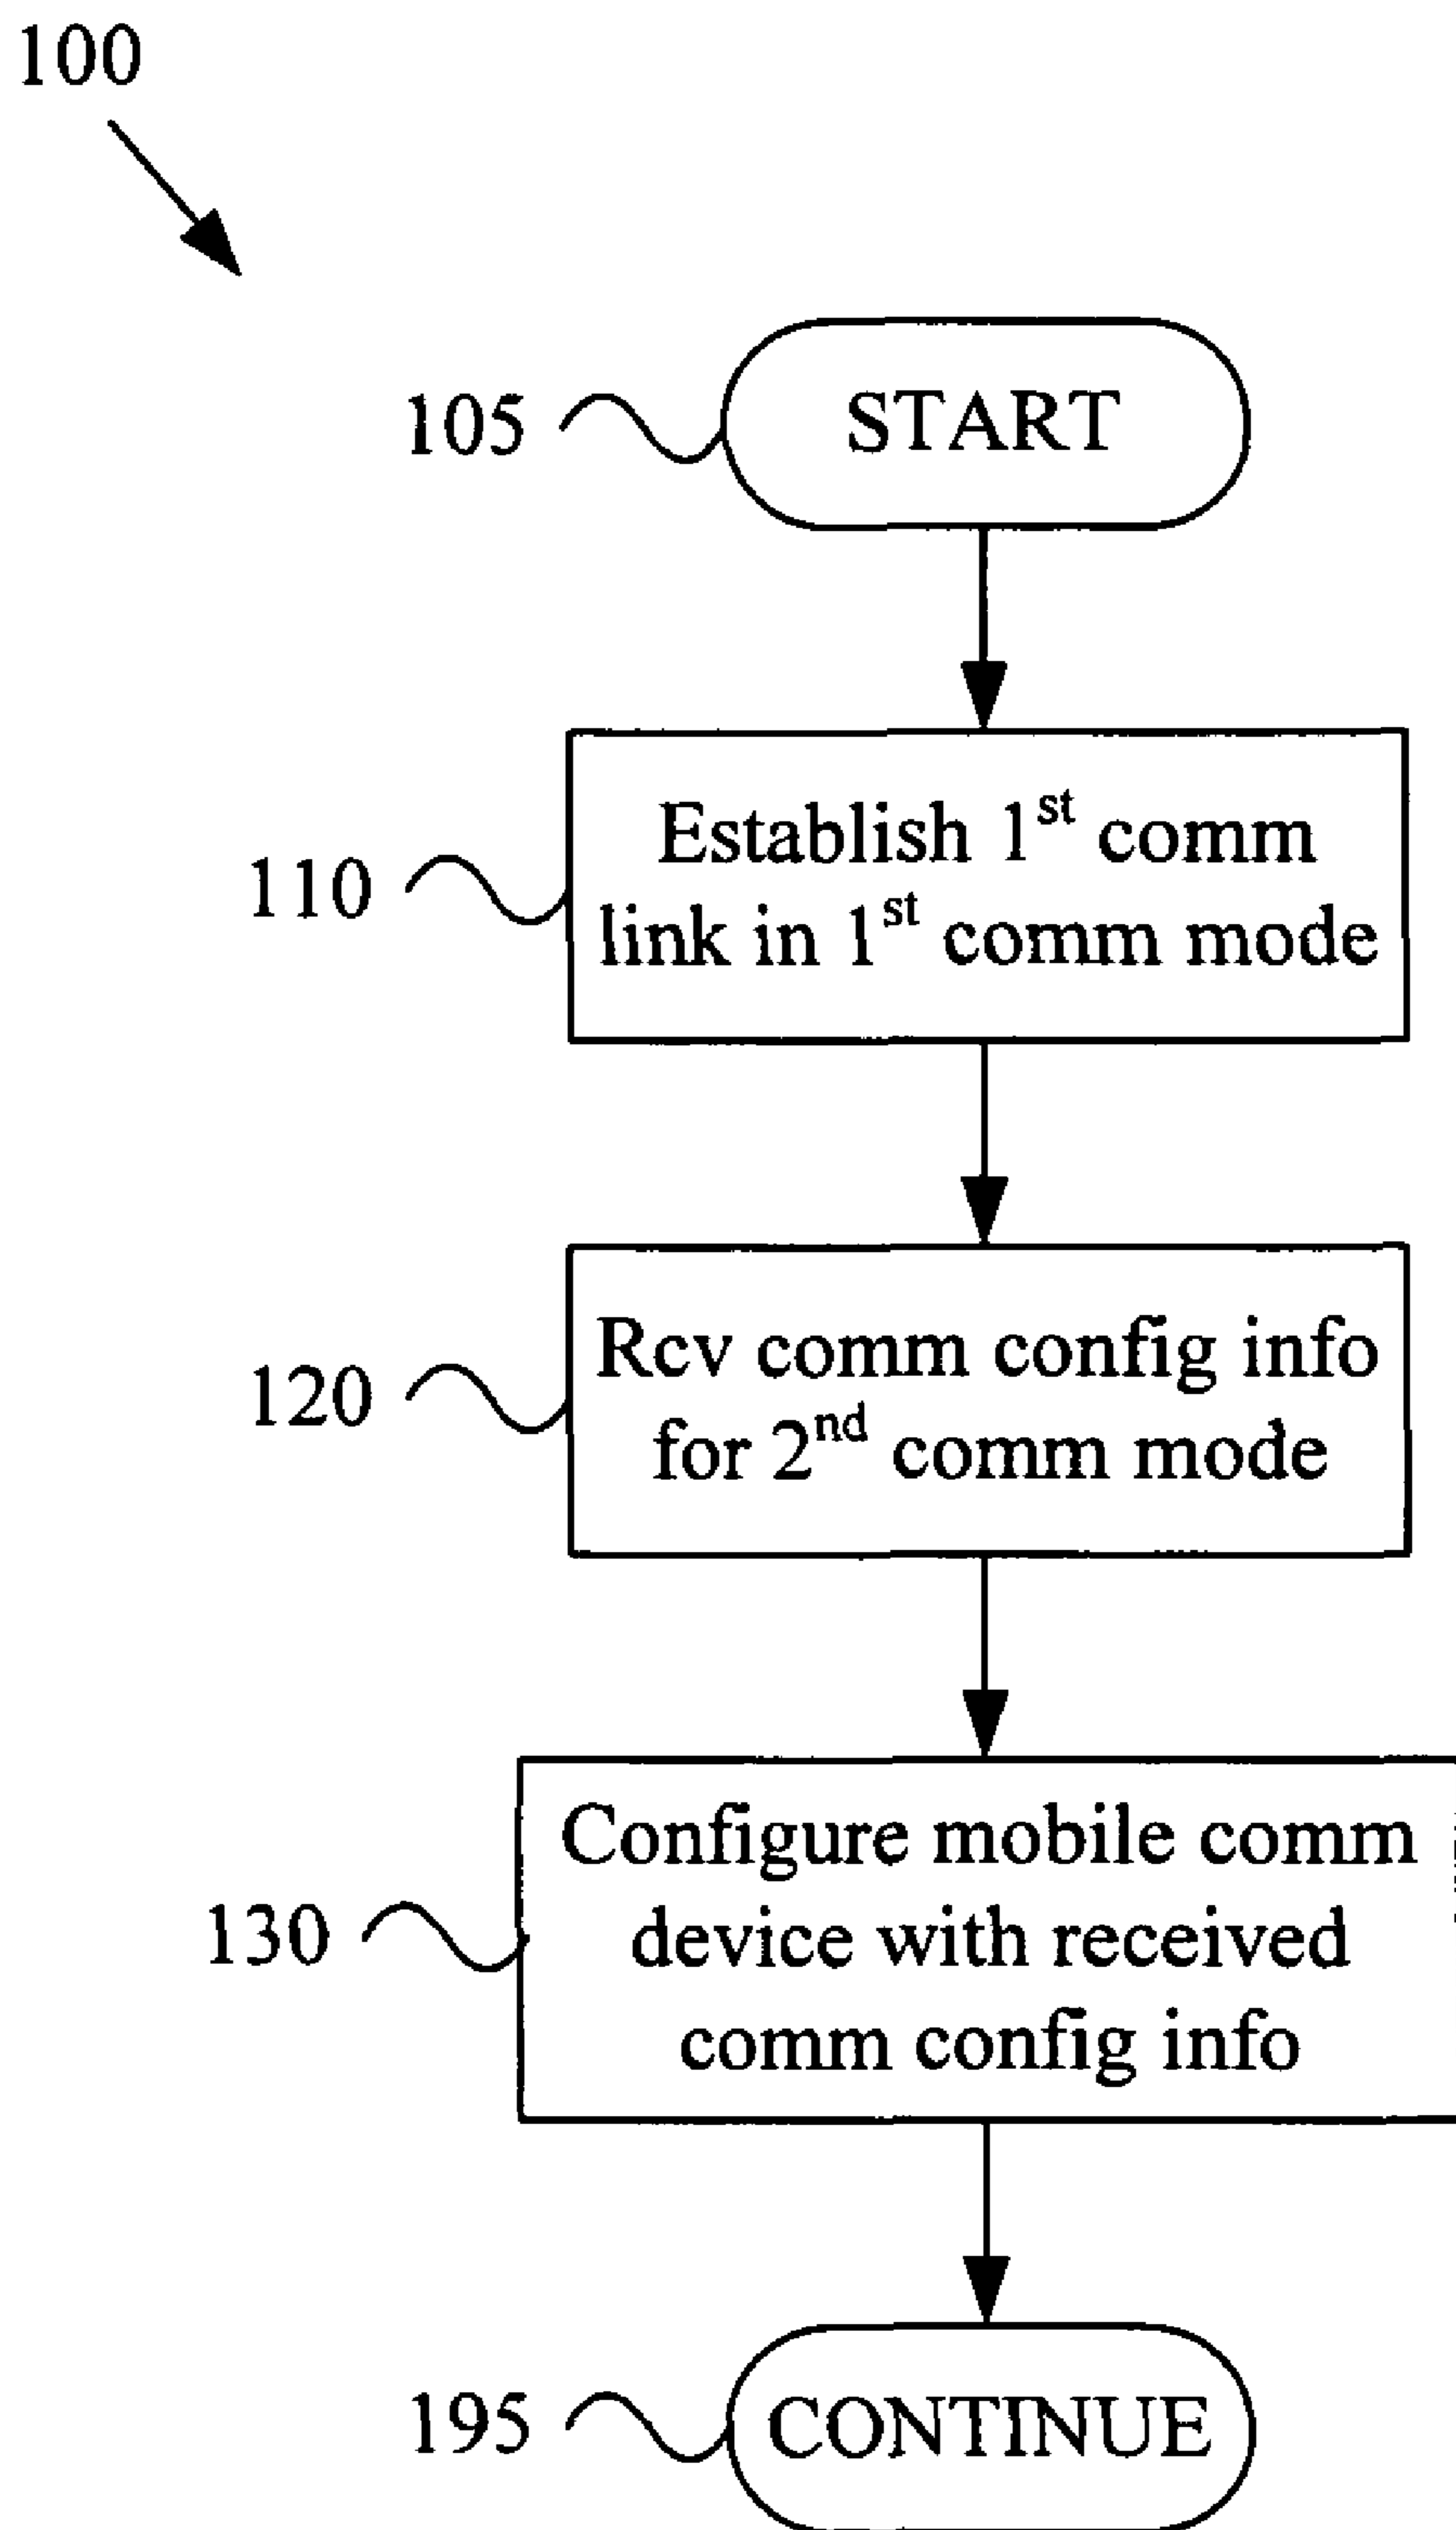 100
105
START
110
Establish 1st comm
link in 1st comm mode
120
Rcv comm config info
for 2nd comm mode
130
Configure mobile comm
device with received
comm config info
195
CONTINUE